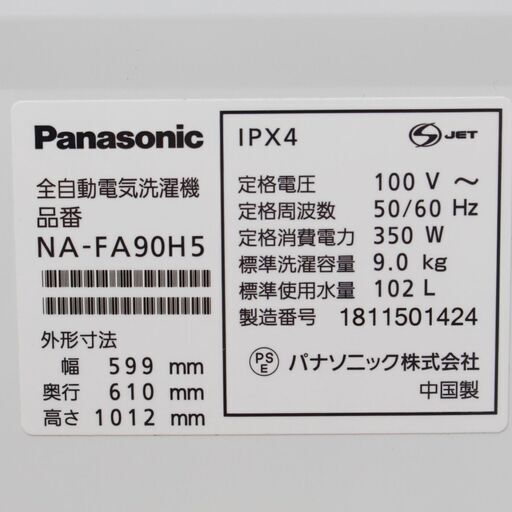 Panasonic
全自動電気洗濯機
品番
NA-FA90H5
外形寸法
幅 599 mm
奥行 610 mm
高さ 1012 mm
IPX4
S JET
定格電圧 100 V ～
定格周波数 50/60 Hz
定格消費電力 350 W
標準洗濯容量 9.0 kg
標準使用水量 102 L
製造番号 1811501424
PS E パナソニック株式会社
中国製